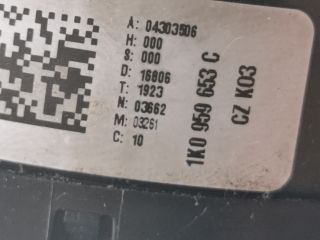 A: 04303506
H: 000
S: 000
D: 16806
T: 1923
N: 03662
M: 03261
C: 10
1K0 959 653 C
CZ K03